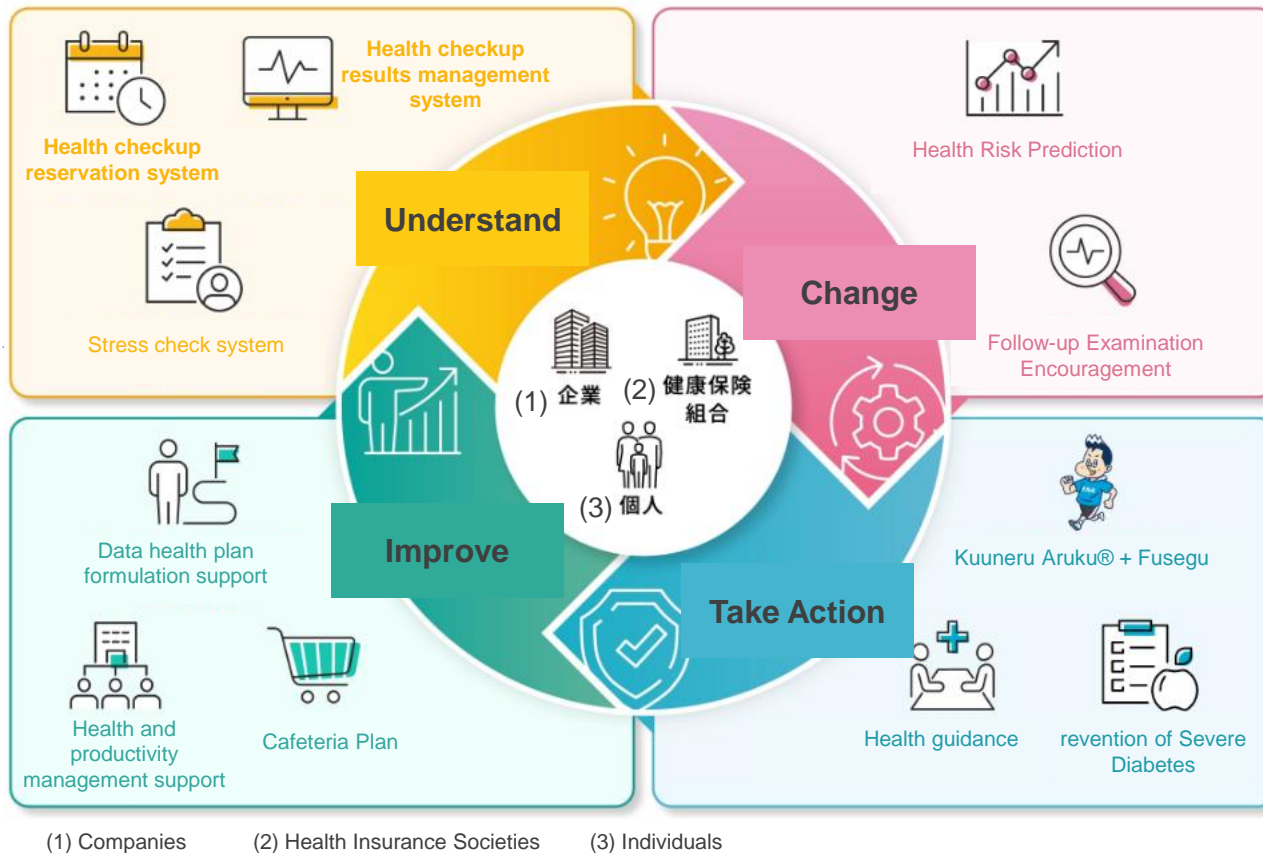 Health checkup
results management
system
Health checkup
reservation system
Stress check system
Understand
Health Risk Prediction
Change
Follow-up Examination
Encouragement
(1) 企業
(2) 健康保険
組合
(3) 個人
Data health plan
formulation support
Improve
Health and
productivity
management support
Cafeteria Plan
Take Action
Kuuneru Aruku® + Fusegu
Health guidance
revention of Severe
Diabetes
(1) Companies (2) Health Insurance Societies (3) Individuals